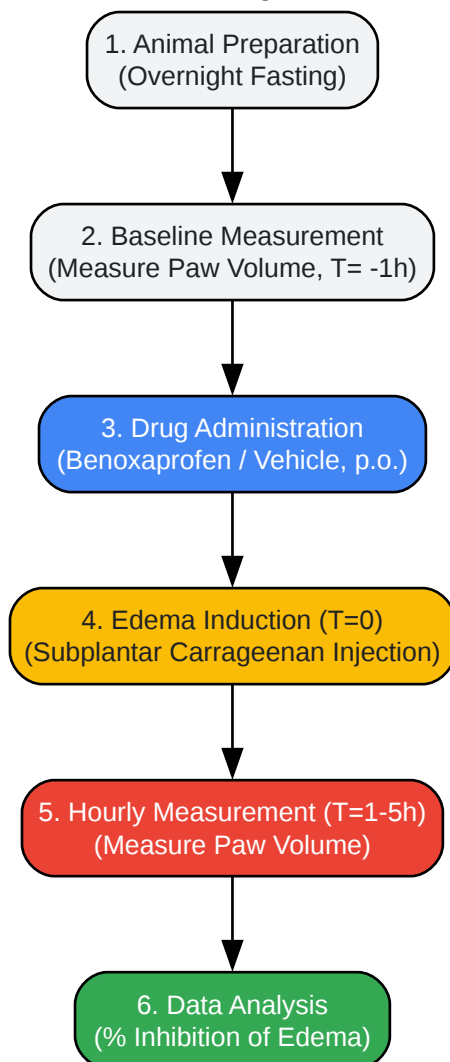 1. Animal Preparation
(Overnight Fasting)
2. Baseline Measurement
(Measure Paw Volume, T= -1h)
3. Drug Administration
(Benoxaprofen / Vehicle, p.o.)
4. Edema Induction (T=0)
(Subplantar Carrageenan Injection)
5. Hourly Measurement (T=1-5h)
(Measure Paw Volume)
6. Data Analysis
(% Inhibition of Edema)